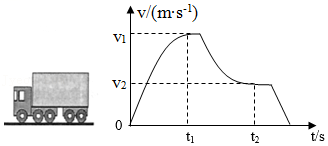 v/(m·s⁻¹)
v₁
v₂
0
t₁
t₂
t/s